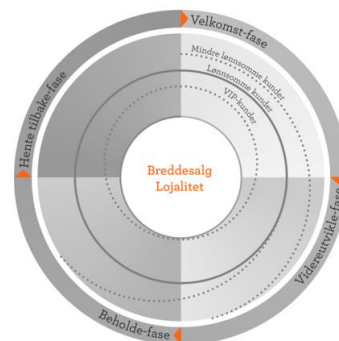 Velkomst-fase
Mindre lønnsomme kunder
Lønnsomme kunder
VIP-kunder
Hente tilbake-fase
Breddesalg
Lojalitet
Videreutvikle-fase
Beholde-fase